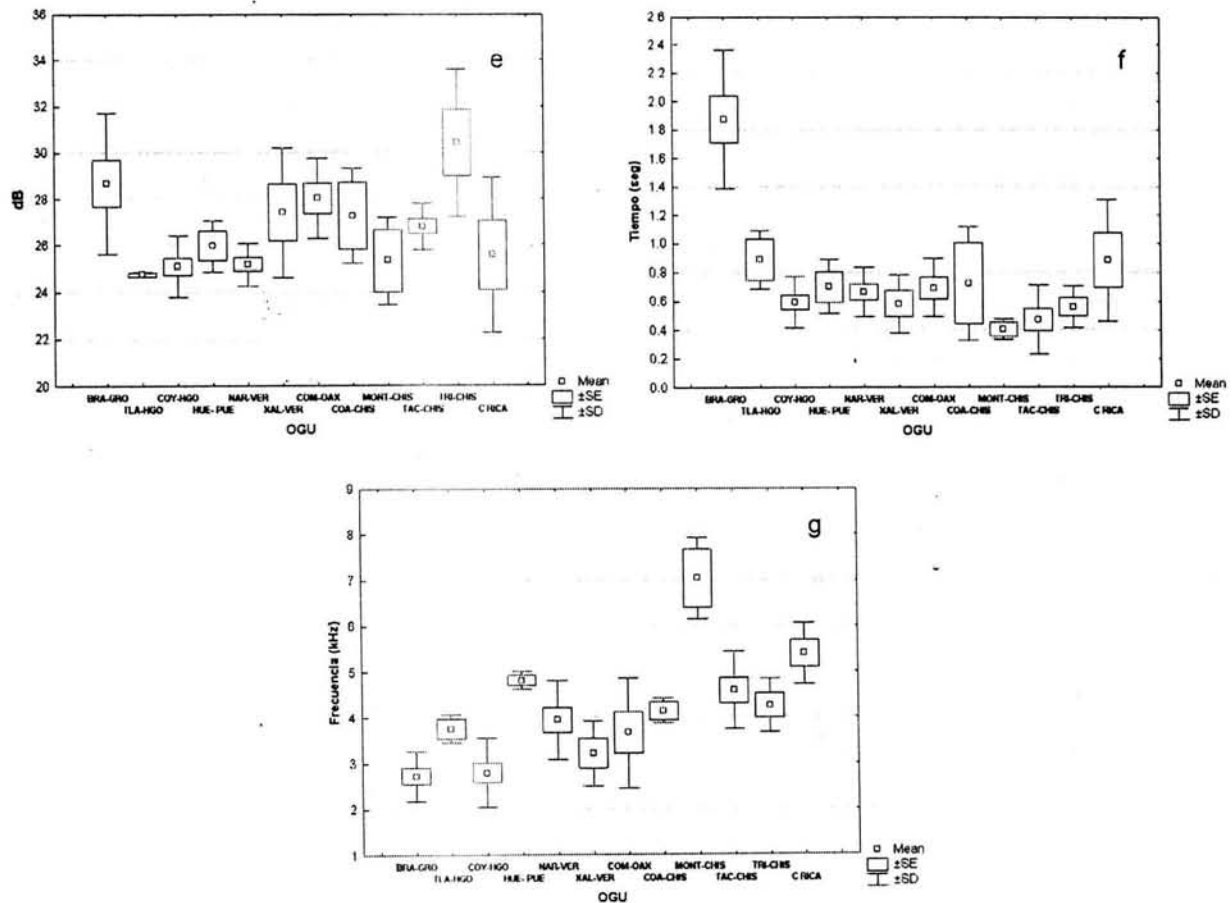 36
34
32
30
28
26
24
22
20
dB
e
BRA-GRO COY-HGO NAR-VER COM-OAX MONT-CHIS TRI-CHIS
TLA-HGO HUE-PUE XAL-VER COA-CHIS TAC-CHIS C RICA
OGU
Mean
±SE
±SD
2.6
2.4
2.2
2.0
1.8
1.6
1.4
1.2
1.0
0.8
0.6
0.4
0.2
0.0
Tiempo (seg)
f
BRA-GRO COY-HGO NAR-VER COM-OAX MONT-CHIS TRI-CHIS
TLA-HGO HUE-PUE XAL-VER COA-CHIS TAC-CHIS C RICA
OGU
Mean
±SE
±SD
9
8
7
6
5
4
3
2
1
Frecuencia (kHz)
g
BRA-GRO COY-HGO NAR-VER COM-OAX MONT-CHIS TRI-CHIS
TLA-HGO HUE-PUE XAL-VER COA-CHIS TAC-CHIS C RICA
OGU
Mean
±SE
±SD